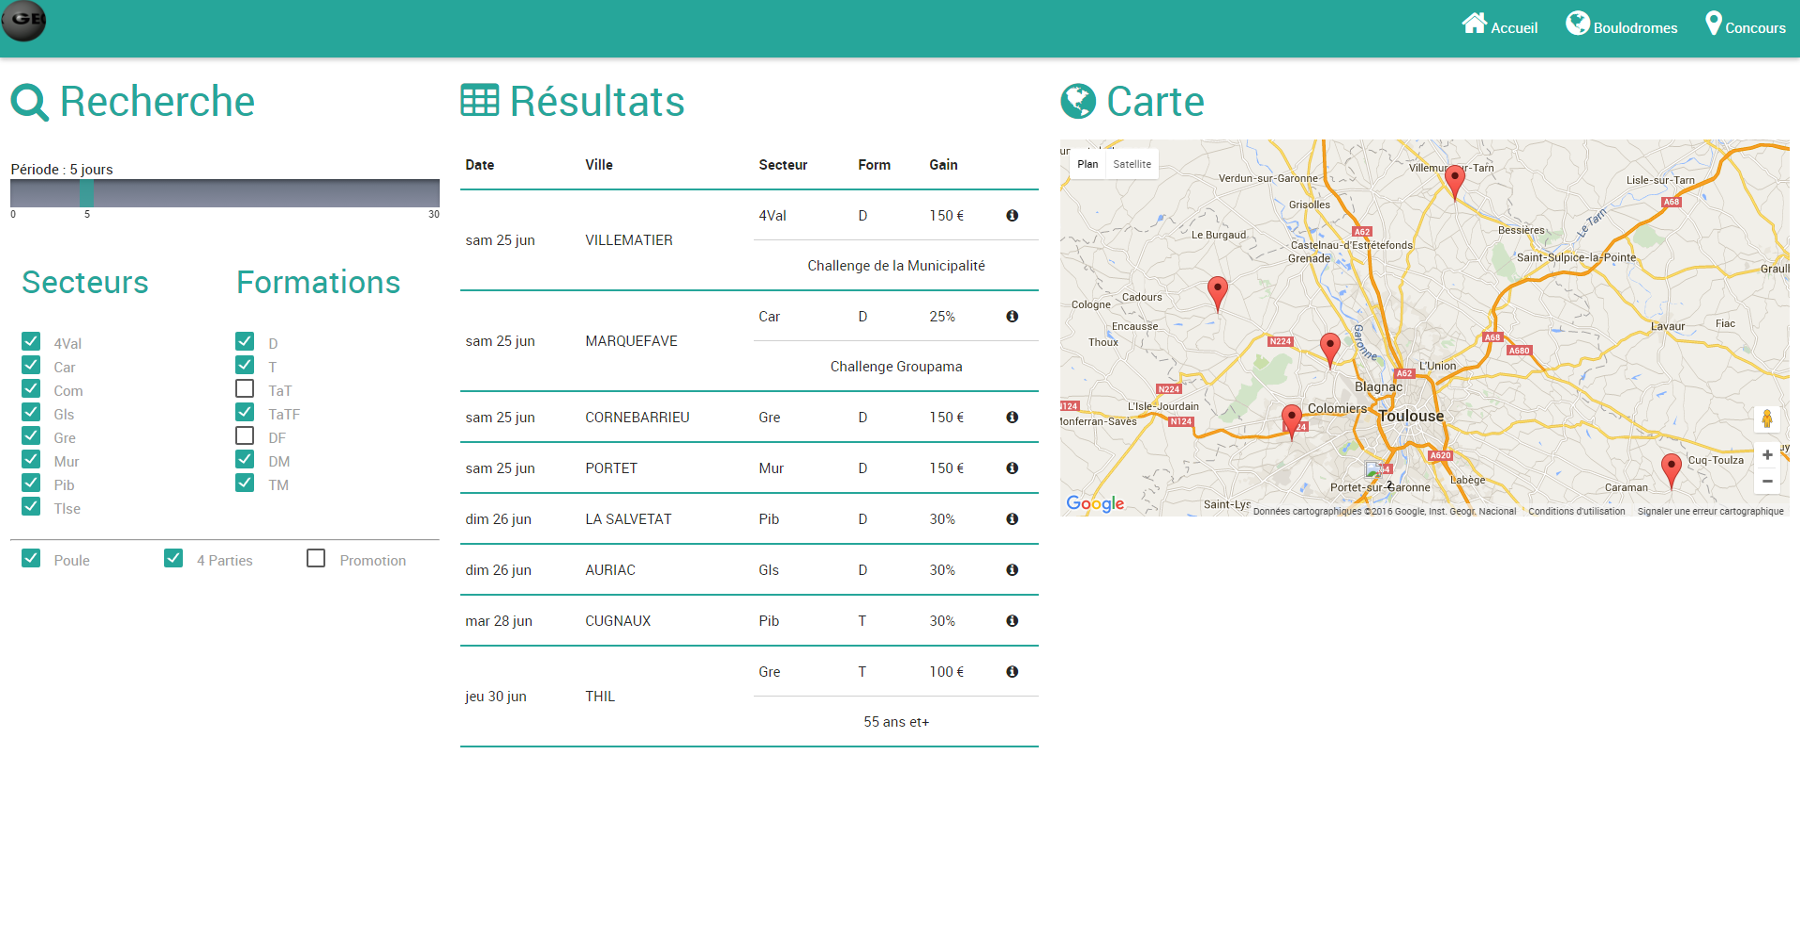 GEO
Accueil
Boulodromes
Concours
Recherche
Période : 5 jours
0 5 30
Secteurs
4Val
Car
Com
Gls
Gre
Mur
Pib
Tlse
Formations
D
T
TaT
TaTF
DF
DM
TM
Poule
4 Parties
Promotion
Résultats
Date Ville Secteur Form Gain
sam 25 jun VILLEMATIER 4Val D 150 €
Challenge de la Municipalité
sam 25 jun MARQUEFAVE Car D 25%
Challenge Groupama
sam 25 jun CORNEBARRIEU Gre D 150 €
sam 25 jun PORTET Mur D 150 €
dim 26 jun LA SALVETAT Pib D 30%
dim 26 jun AURIAC Gls D 30%
mar 28 jun CUGNAUX Pib T 30%
jeu 30 jun THIL Gre T 100 €
55 ans et+
Carte
Plan Satellite
Verdun-sur-Garonne
Lisle-sur-Tarn
A68
Grisolles
Le Tarn
Le Burgaud
A62
Bessières
Castelnau-d'Estrétefonds
Grenade
Saint-Sulpice-la-Pointe
Cologne
Cadours
Encausse
Garonne
Lavaur
Fiac
Thoux
N224
A68
A680
L'Union
A62
Blagnac
N224
L'Isle-Jourdain
Colomiers
Toulouse
N124
A620
Cuq-Toulza
Labège
Caraman
2
Portet-sur-Garonne
Saint-Lys
Google
Données cartographiques ©2016 Google, Inst. Geogr. Nacional
Conditions d'utilisation
Signaler une erreur cartographique